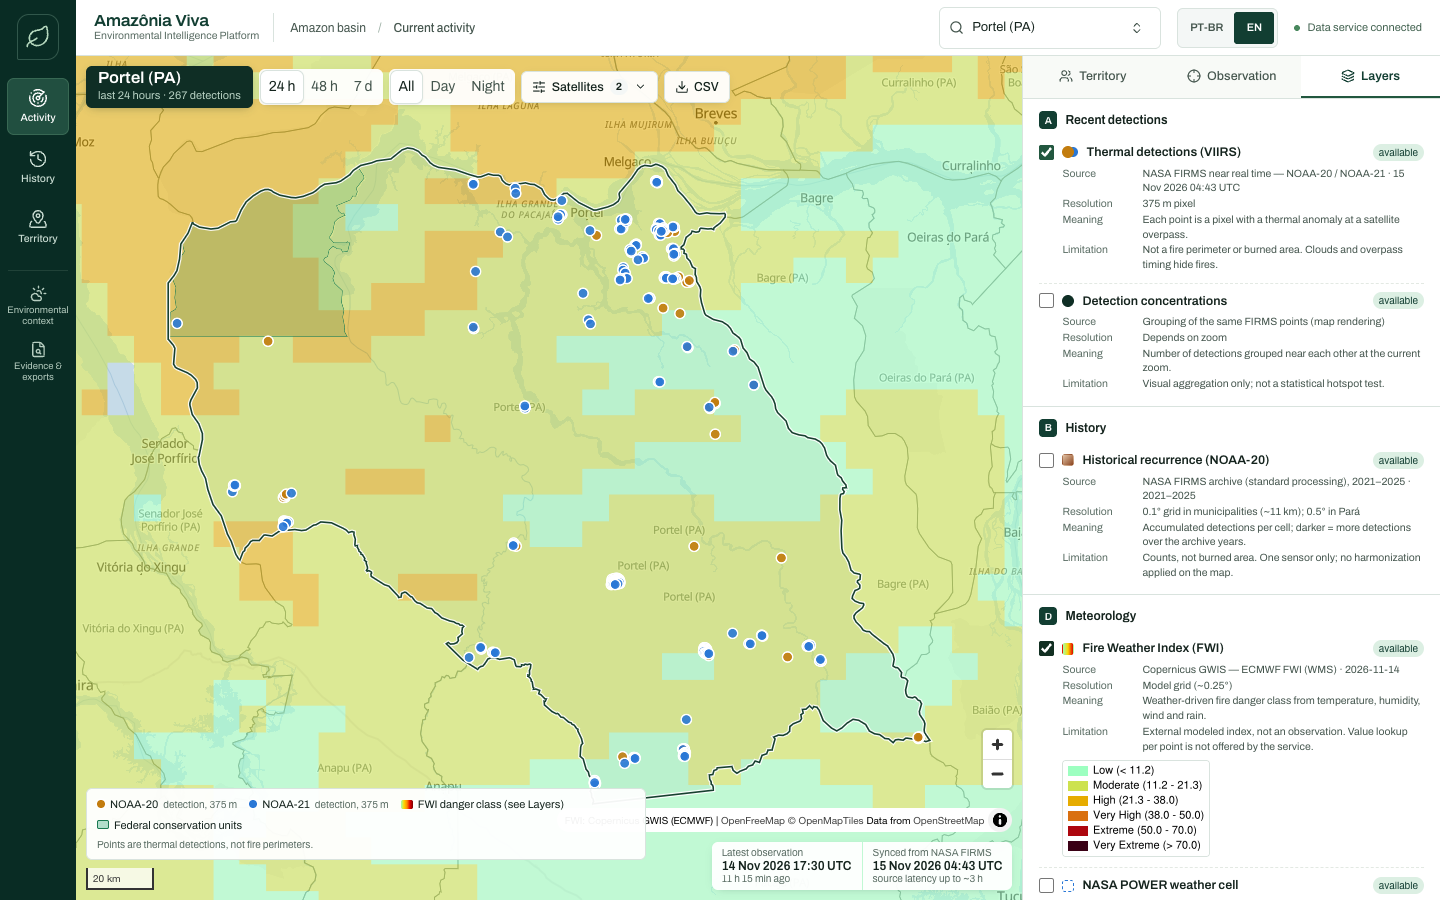 Amazônia Viva
Environmental Intelligence Platform
Amazon basin / Current activity
Portel (PA)
PT-BR EN
Data service connected
Activity
History
Territory
Environmental context
Evidence & exports
Portel (PA)
last 24 hours · 267 detections
24 h 48 h 7 d
All Day Night
Satellites 2
CSV
ILHA LAGUNA
ILHA MUJIRUM
Breves
ILHA BUIUÇU
Melgaço
Curralinho (PA)
São S
Bo
Curralinho
Bagre
Oeiras do Pará
Bagre (PA)
Moz
ILHA GRANDE
DO PACAJA
Portel
Oeiras do Pará (PA)
Senador
José Porfírio
Senador José
Porfírio (PA)
ILHA GRANDE
Vitória do Xingu
Vitória do Xingu (PA)
ira
Portel (PA)
Portel (PA)
Portel (PA)
Bagre (PA)
Bai
ILHA DO BA
Baião (PA)
Anapu (PA)
Anapu
Tucu
NOAA-20 detection, 375 m
NOAA-21 detection, 375 m
FWI danger class (see Layers)
Federal conservation units
Points are thermal detections, not fire perimeters.
20 km
FWI: Copernicus GWIS (ECMWF) | OpenFreeMap © OpenMapTiles Data from OpenStreetMap
Latest observation
14 Nov 2026 17:30 UTC
11 h 15 min ago
Synced from NASA FIRMS
15 Nov 2026 04:43 UTC
source latency up to ~3 h
Territory
Observation
Layers
A Recent detections
Thermal detections (VIIRS) available
Source NASA FIRMS near real time — NOAA-20 / NOAA-21 · 15
Nov 2026 04:43 UTC
Resolution 375 m pixel
Meaning Each point is a pixel with a thermal anomaly at a satellite
overpass.
Limitation Not a fire perimeter or burned area. Clouds and overpass
timing hide fires.
Detection concentrations available
Source Grouping of the same FIRMS points (map rendering)
Resolution Depends on zoom
Meaning Number of detections grouped near each other at the current
zoom.
Limitation Visual aggregation only; not a statistical hotspot test.
B History
Historical recurrence (NOAA-20) available
Source NASA FIRMS archive (standard processing), 2021–2025 ·
2021–2025
Resolution 0.1° grid in municipalities (~11 km); 0.5° in Pará
Meaning Accumulated detections per cell; darker = more detections
over the archive years.
Limitation Counts, not burned area. One sensor only; no harmonization
applied on the map.
D Meteorology
Fire Weather Index (FWI) available
Source Copernicus GWIS — ECMWF FWI (WMS) · 2026-11-14
Resolution Model grid (~0.25°)
Meaning Weather-driven fire danger class from temperature, humidity,
wind and rain.
Limitation External modeled index, not an observation. Value lookup
per point is not offered by the service.
Low (< 11.2)
Moderate (11.2 - 21.3)
High (21.3 - 38.0)
Very High (38.0 - 50.0)
Extreme (50.0 - 70.0)
Very Extreme (> 70.0)
NASA POWER weather cell available